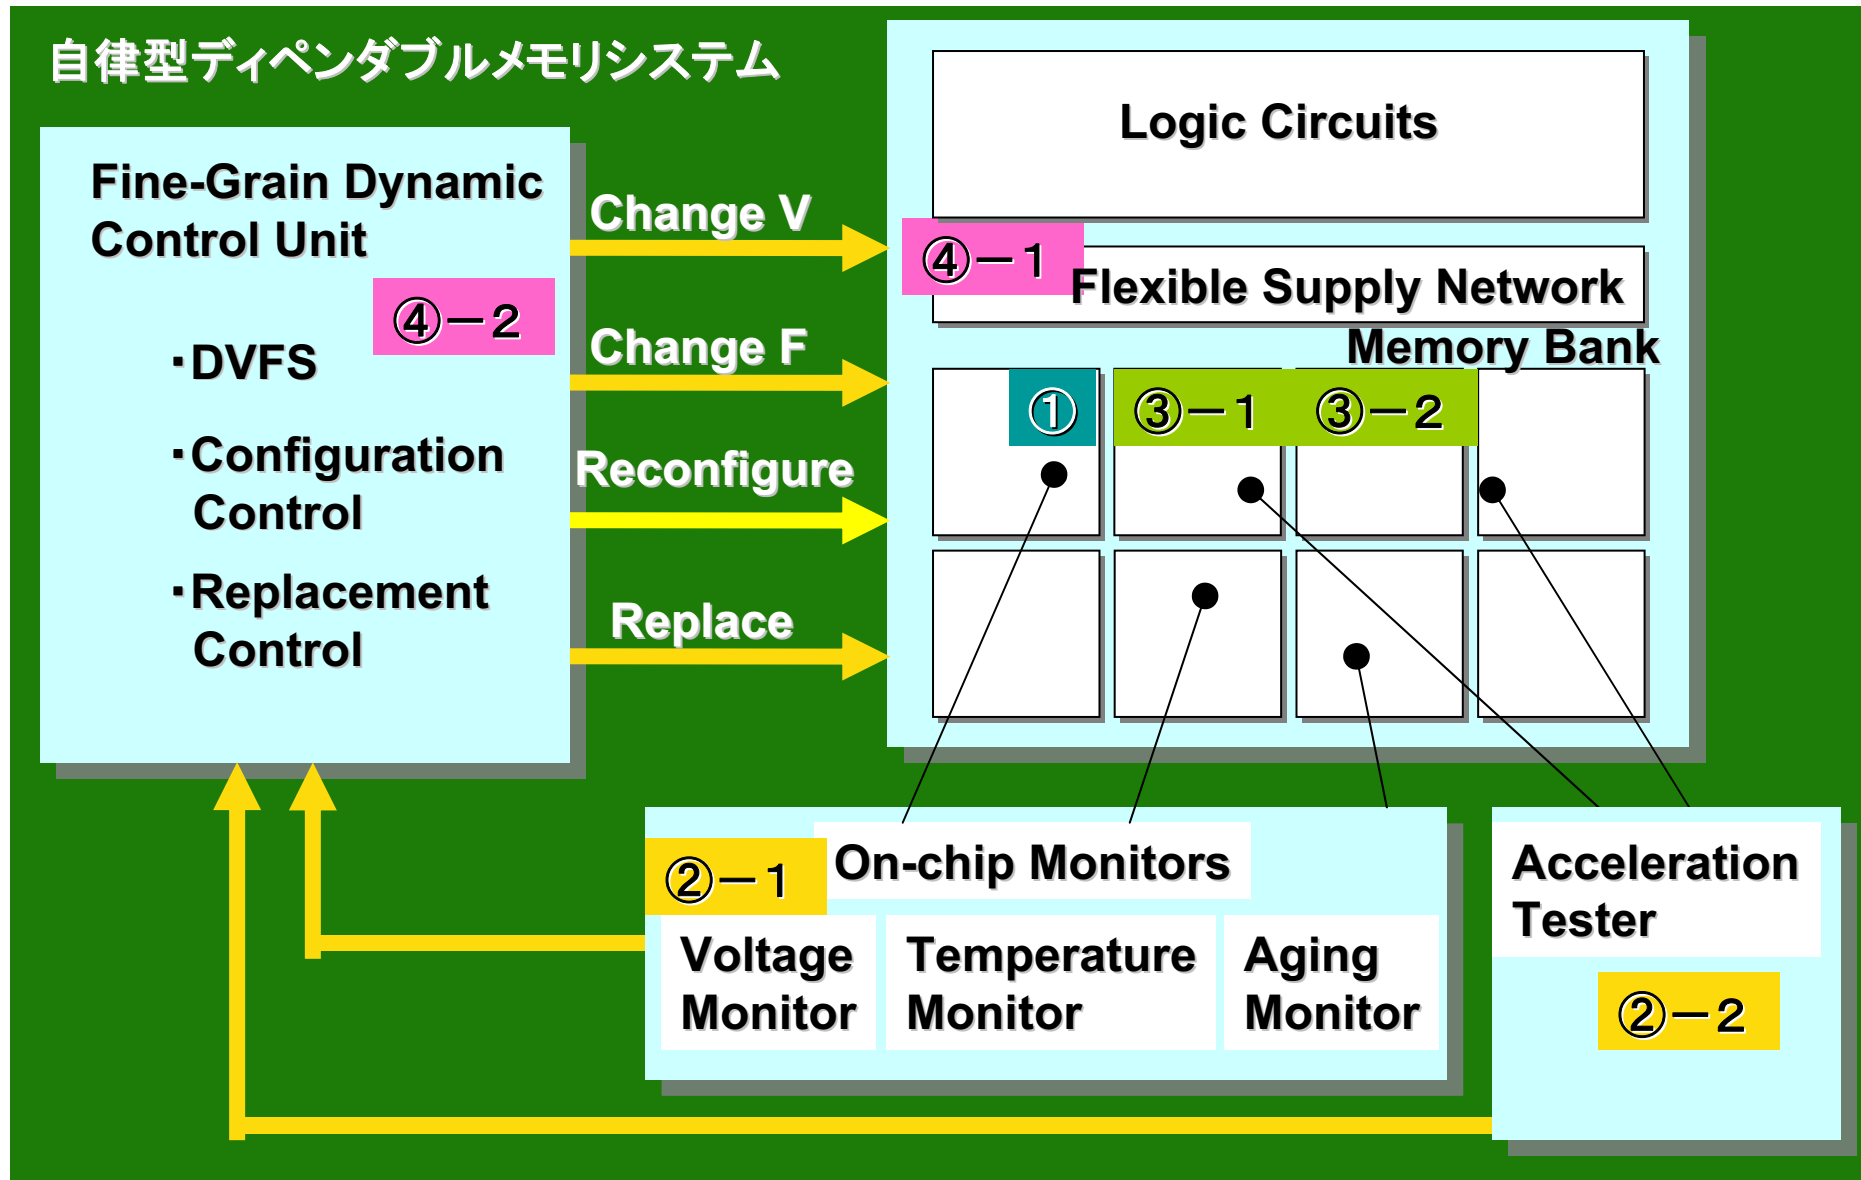 自律型ディペンダブルメモリシステム
Fine-Grain Dynamic
Control Unit
④－２
・DVFS
・Configuration
Control
・Replacement
Control
Change V
Change F
Reconfigure
Replace
Logic Circuits
④－１
Flexible Supply Network
Memory Bank
①
③－１
③－２
②－１
On-chip Monitors
Voltage
Monitor
Temperature
Monitor
Aging
Monitor
Acceleration
Tester
②－２